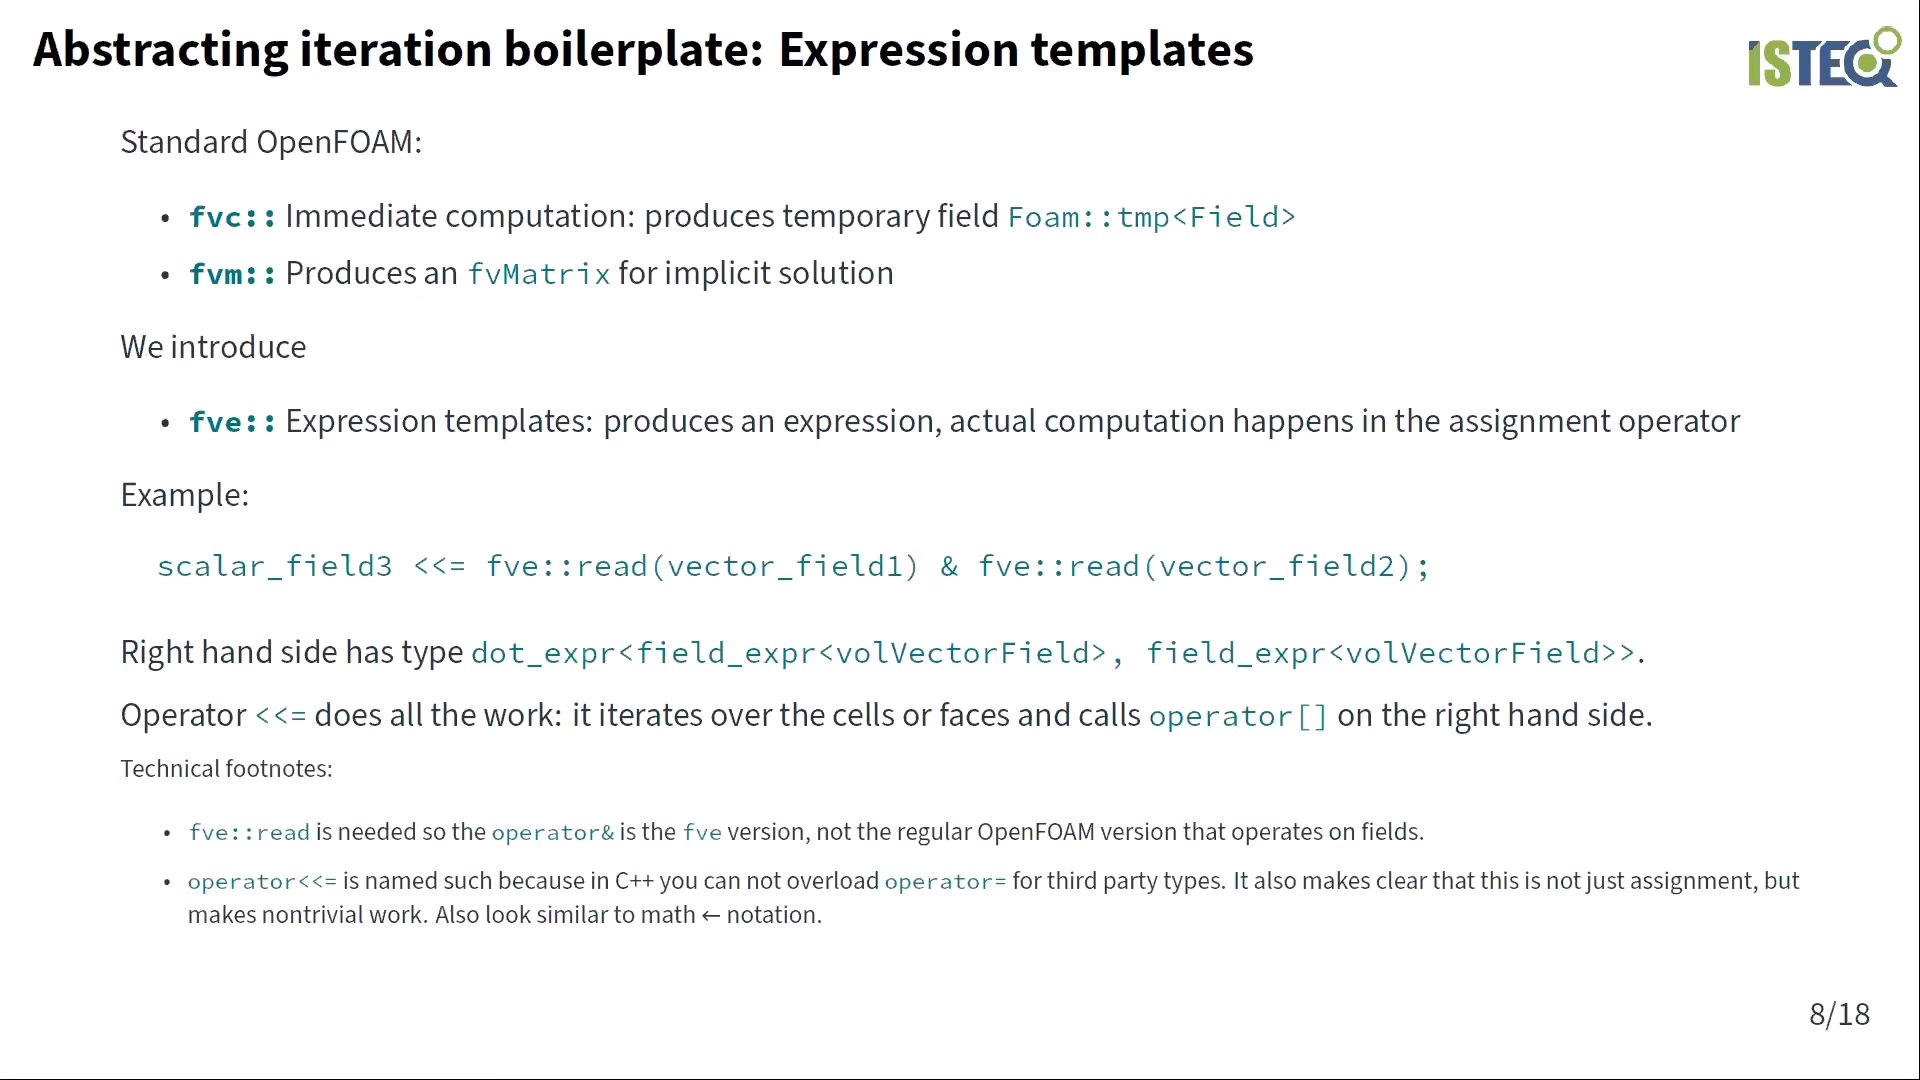 Abstracting iteration boilerplate: Expression templates
ISTEQ
Standard OpenFOAM:
• fvc:: Immediate computation: produces temporary field Foam::tmp<Field>
• fvm:: Produces an fvMatrix for implicit solution
We introduce
• fve:: Expression templates: produces an expression, actual computation happens in the assignment operator
Example:
scalar_field3 <<= fve::read(vector_field1) & fve::read(vector_field2);
Right hand side has type dot_expr<field_expr<volVectorField>, field_expr<volVectorField>>.
Operator <<= does all the work: it iterates over the cells or faces and calls operator[] on the right hand side.
Technical footnotes:
• fve::read is needed so the operator& is the fve version, not the regular OpenFOAM version that operates on fields.
• operator<<= is named such because in C++ you can not overload operator= for third party types. It also makes clear that this is not just assignment, but
makes nontrivial work. Also look similar to math ← notation.
8/18